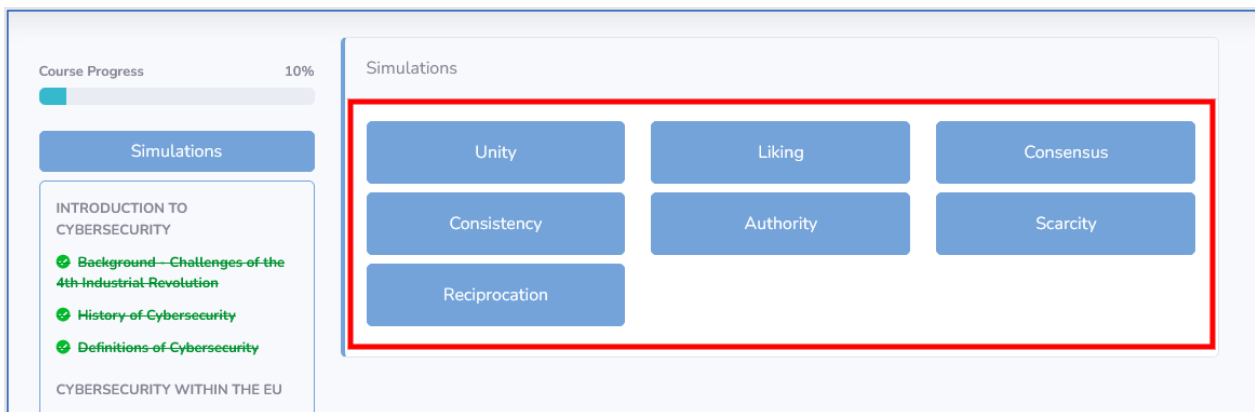 Course Progress 10%
Simulations
INTRODUCTION TO
CYBERSECURITY
Background - Challenges of the
4th Industrial Revolution
History of Cybersecurity
Definitions of Cybersecurity
CYBERSECURITY WITHIN THE EU
Simulations
Unity Liking Consensus
Consistency Authority Scarcity
Reciprocation